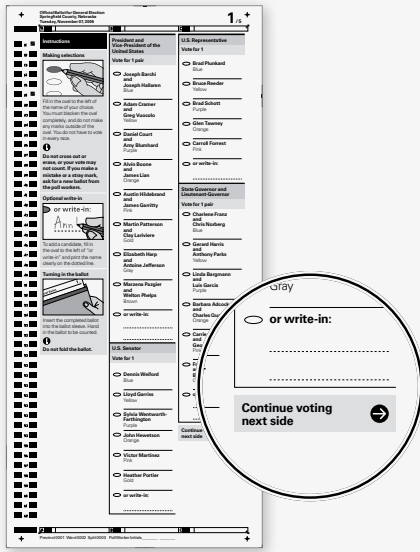 Official Ballot for General Election
Springfield County, Nebraska
Tuesday, November 07, 2006
1/5
Instructions
Making selections
Fill in the oval to the left of
the name of your choice.
You must blacken the oval
completely, and do not make
any marks outside of the
oval. You do not have to vote
in every race.
Do not cross out or
erase, or your vote may
not count. If you make a
mistake or a stray mark,
ask for a new ballot from
the poll workers.
Optional write-in
or write-in:
Ann
To add a candidate, fill in
the oval to the left of "or
write-in" and print the name
clearly on the dotted line.
Turning in the ballot
Insert the completed ballot
into the ballot sleeve. Hand
in the ballot to be counted.
Do not fold the ballot.
President and
Vice-President of the
United States
Vote for 1 pair
Joseph Barchi
and
Joseph Hallaren
Blue
Adam Cramer
and
Greg Vuocolo
Yellow
Daniel Court
and
Amy Blumhard
Purple
Alvin Boone
and
James Lian
Orange
Austin Hildebrand
and
James Garritty
Pink
Martin Patterson
and
Clay Lariviere
Gold
Elizabeth Harp
and
Antoine Jefferson
Gray
Marzena Pazgier
and
Welton Phelps
Brown
or write-in:
U.S. Senator
Vote for 1
Dennis Weiford
Blue
Lloyd Garriss
Yellow
Sylvia Wentworth-
Farthington
Purple
John Hewetson
Orange
Victor Martinez
Pink
Heather Portier
Gold
or write-in:
U.S. Representative
Vote for 1
Brad Plunkard
Blue
Bruce Reeder
Yellow
Brad Schott
Purple
Glen Tawney
Orange
Carroll Forrest
Pink
or write-in:
State Governor and
Lieutenant-Governor
Vote for 1 pair
Charlene Franz
and
Chris Norberg
Blue
Gerard Harris
and
Anthony Parks
Yellow
Linda Bargmann
and
Luis Garcia
Purple
Barbara Adcock
and
Charles
Orange
Continue
next side
Gray
or write-in:
Continue voting
next side